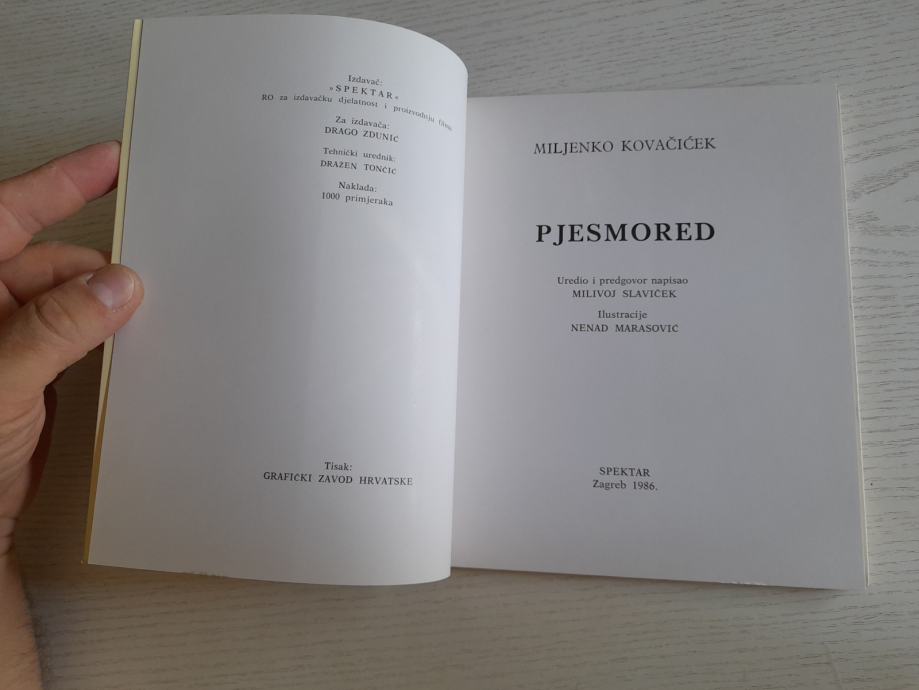 Izdavač:
»SPEKTAR«
RO za izdavačku djelatnost i proizvodnju filma
Za izdavača:
DRAGO ZDUNIĆ
Tehnički urednik:
DRAŽEN TONČIĆ
Naklada:
1000 primjeraka
Tisak:
GRAFIČKI ZAVOD HRVATSKE
MILJENKO KOVAČIĆEK
PJESMORED
Uredio i predgovor napisao
MILIVOJ SLAVIČEK
Ilustracije
NENAD MARASOVIĆ
SPEKTAR
Zagreb 1986.